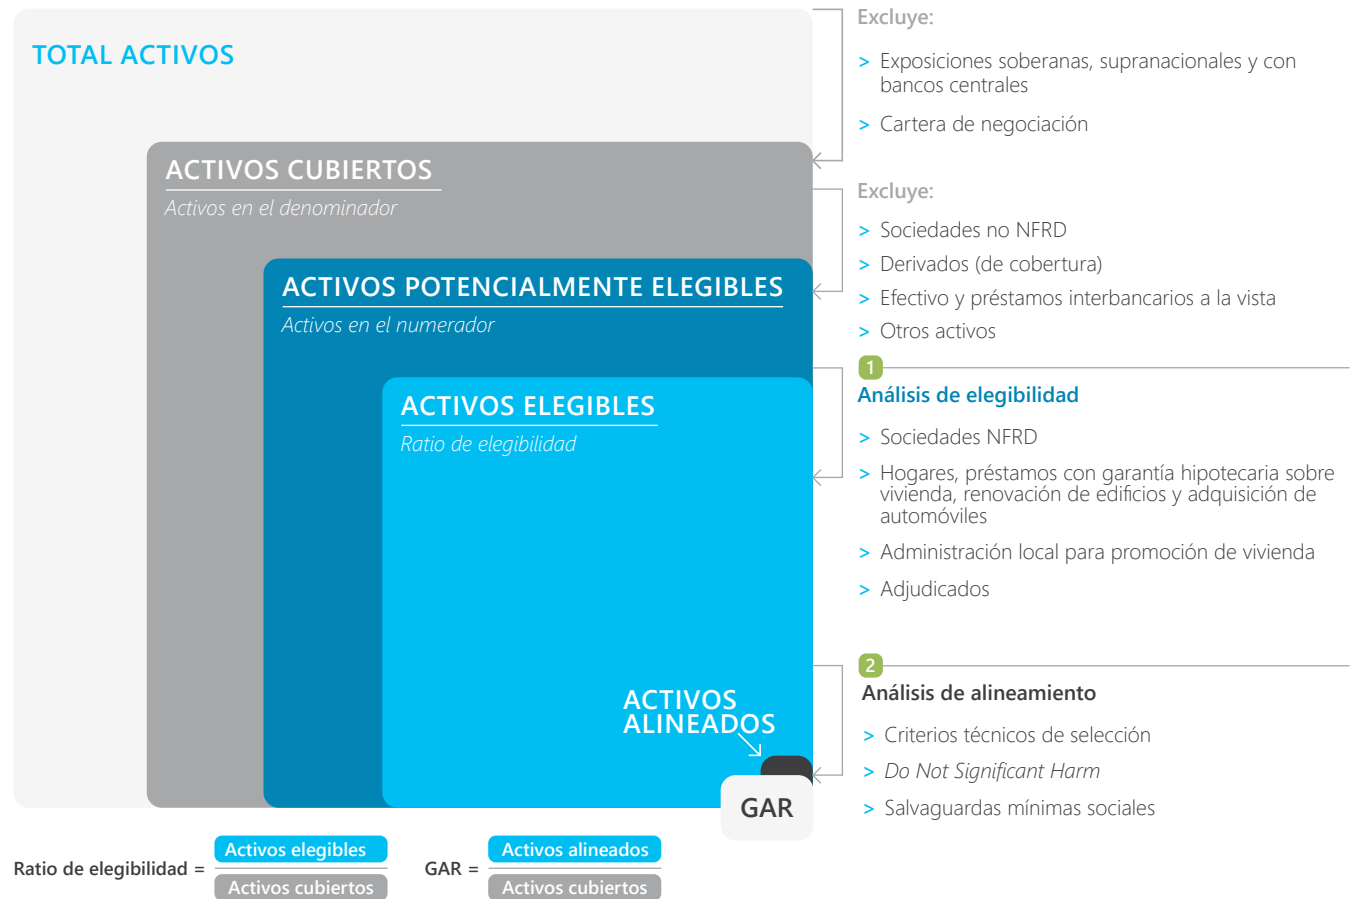 TOTAL ACTIVOS
ACTIVOS CUBIERTOS
Activos en el denominador
ACTIVOS POTENCIALMENTE ELEGIBLES
Activos en el numerador
ACTIVOS ELEGIBLES
Ratio de elegibilidad
ACTIVOS
ALINEADOS
GAR
Excluye:
> Exposiciones soberanas, supranacionales y con
bancos centrales
> Cartera de negociación
Excluye:
> Sociedades no NFRD
> Derivados (de cobertura)
> Efectivo y préstamos interbancarios a la vista
> Otros activos
1
Análisis de elegibilidad
> Sociedades NFRD
> Hogares, préstamos con garantía hipotecaria sobre
vivienda, renovación de edificios y adquisición de
automóviles
> Administración local para promoción de vivienda
> Adjudicados
2
Análisis de alineamiento
> Criterios técnicos de selección
> Do Not Significant Harm
> Salvaguardas mínimas sociales
Ratio de elegibilidad =
Activos elegibles
Activos cubiertos
GAR =
Activos alineados
Activos cubiertos